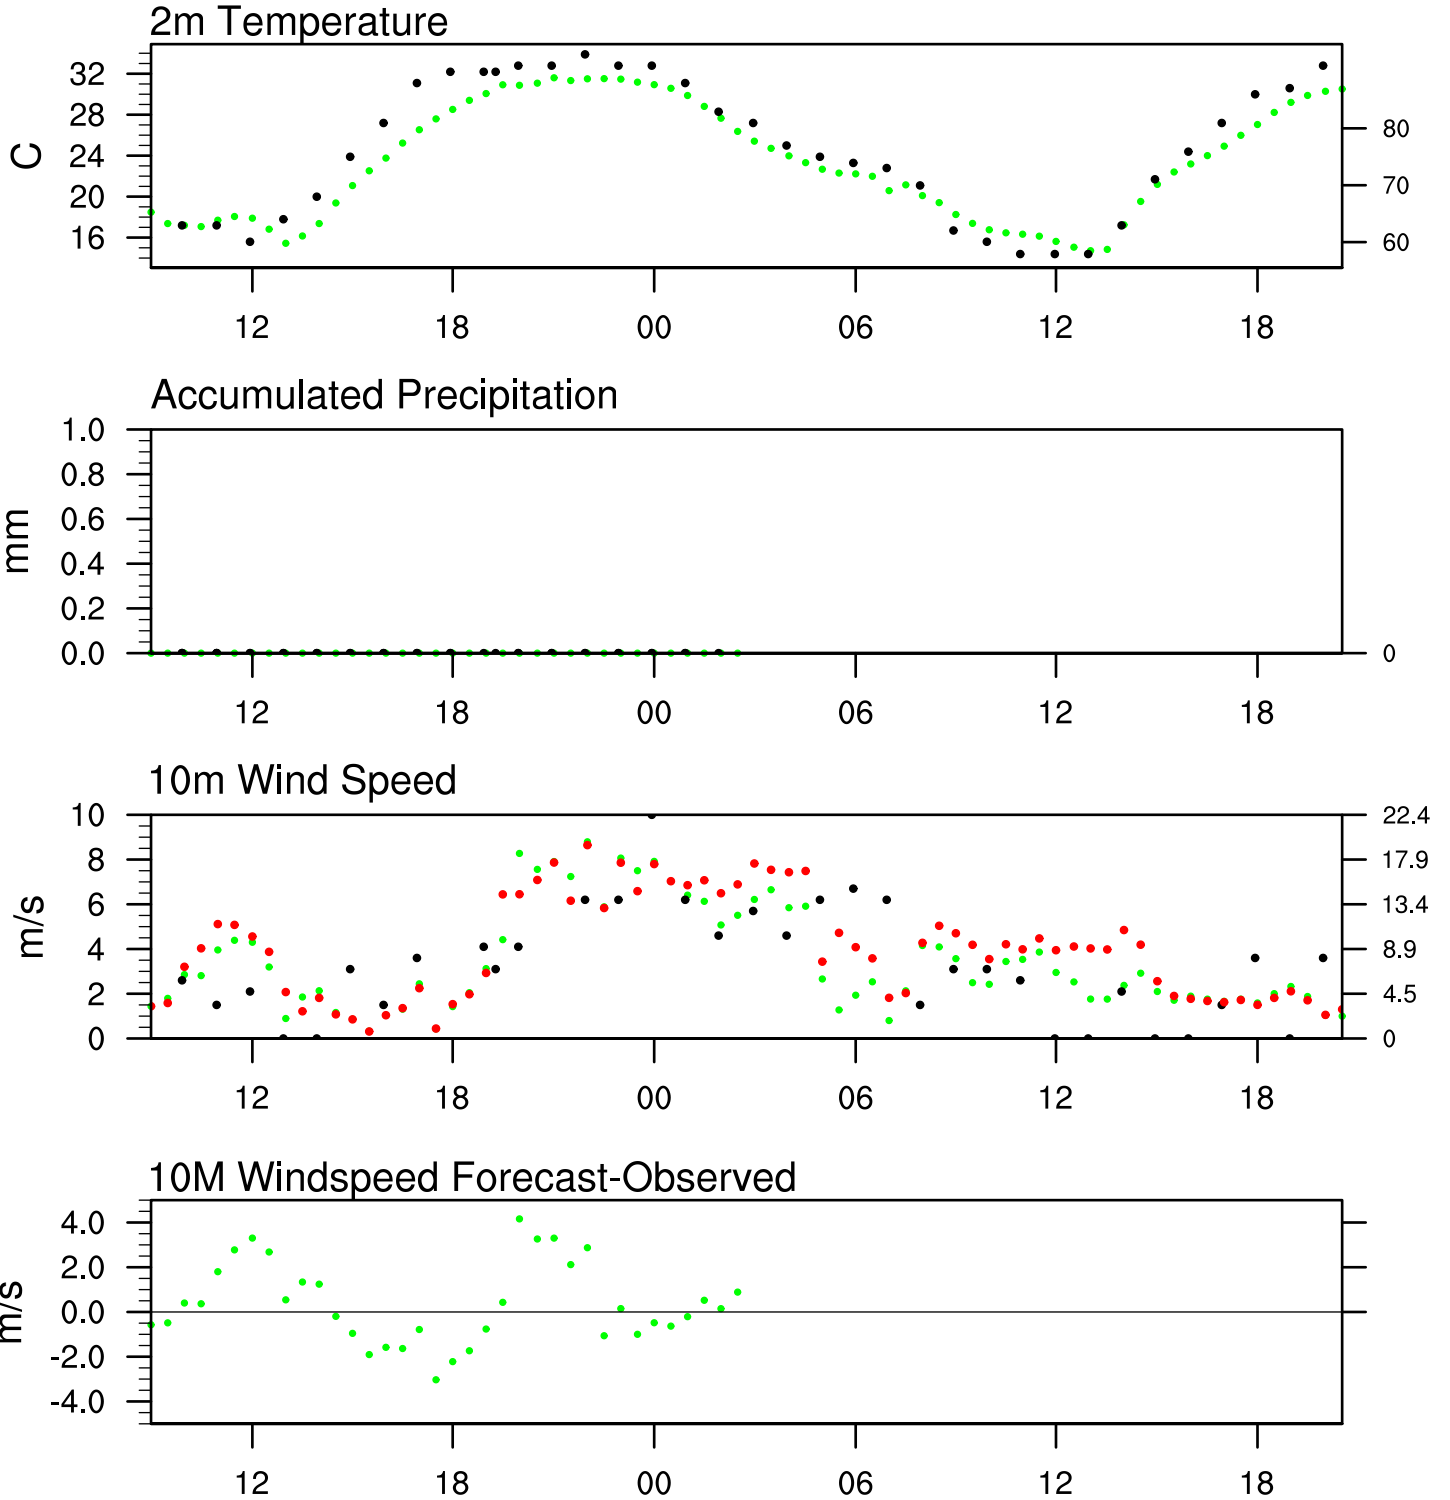 2m Temperature
32
28
24
20
16
C
80
70
60
12 18 00 06 12 18
Accumulated Precipitation
1.0
0.8
0.6
0.4
0.2
0.0
mm
0
12 18 00 06 12 18
10m Wind Speed
10
8
6
4
2
0
m/s
22.4
17.9
13.4
8.9
4.5
0
12 18 00 06 12 18
10M Windspeed Forecast-Observed
4.0
2.0
0.0
-2.0
-4.0
m/s
12 18 00 06 12 18